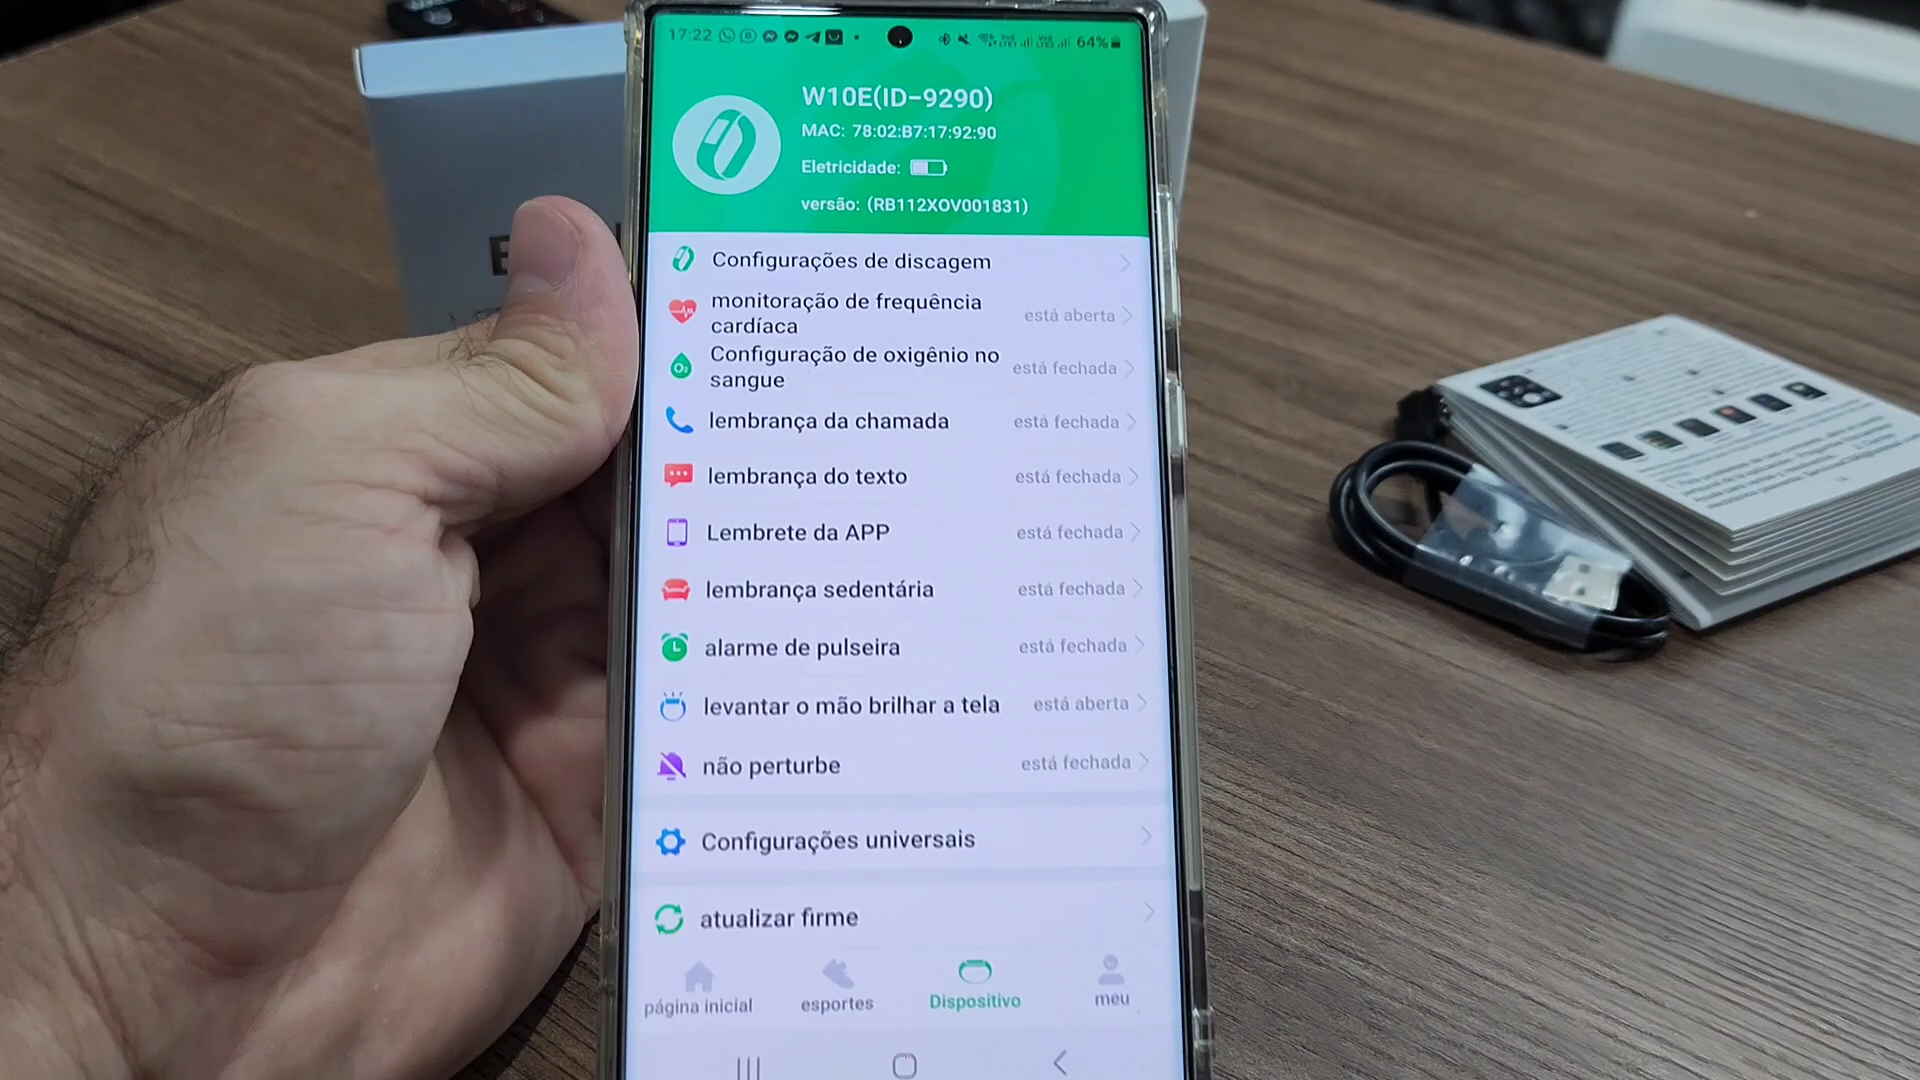 17:22
64%
W10E(ID-9290)
MAC: 78:02:B7:17:92:90
Eletricidade:
versão: (RB112XOV001831)
Configurações de discagem
monitoração de frequência
cardíaca
está aberta
Configuração de oxigênio no
sangue
está fechada
lembrança da chamada
está fechada
lembrança do texto
está fechada
Lembrete da APP
está fechada
lembrança sedentária
está fechada
alarme de pulseira
está fechada
levantar o mão brilhar a tela
está aberta
não perturbe
está fechada
Configurações universais
atualizar firme
página inicial
esportes
Dispositivo
meu